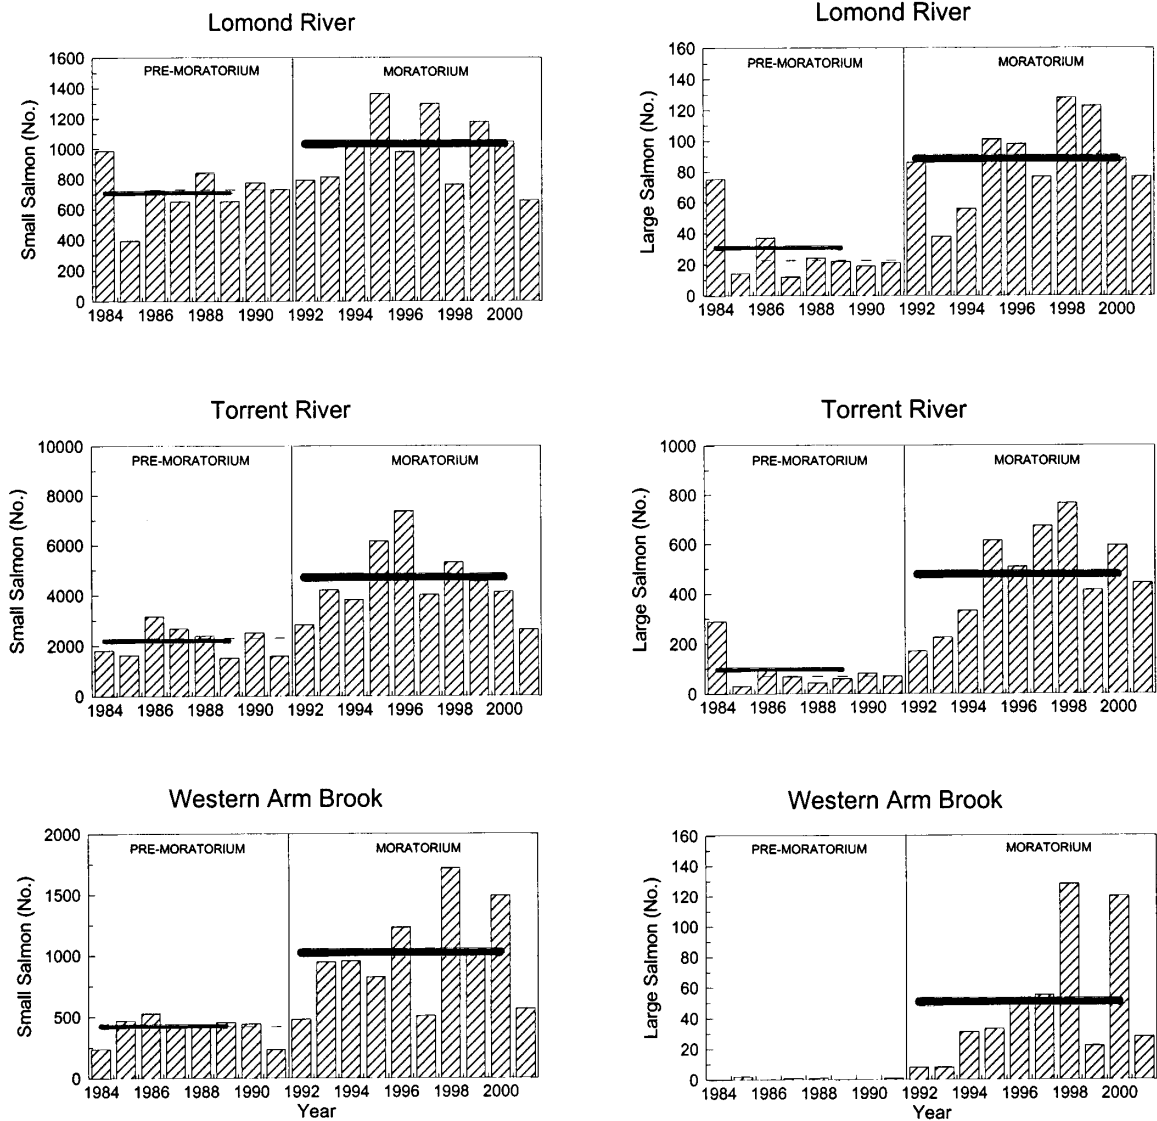 Lomond River
Small Salmon (No.)
1600
1400
1200
1000
800
600
400
200
0
PRE-MORATORIUM
MORATORIUM
1984 1986 1988 1990 1992 1994 1996 1998 2000
Lomond River
Large Salmon (No.)
160
140
120
100
80
60
40
20
0
PRE-MORATORIUM
MORATORIUM
1984 1986 1988 1990 1992 1994 1996 1998 2000
Torrent River
Small Salmon (No.)
10000
8000
6000
4000
2000
0
PRE-MORATORIUM
MORATORIUM
1984 1986 1988 1990 1992 1994 1996 1998 2000
Torrent River
Large Salmon (No.)
1000
800
600
400
200
0
PRE-MORATORIUM
MORATORIUM
1984 1986 1988 1990 1992 1994 1996 1998 2000
Western Arm Brook
Small Salmon (No.)
2000
1500
1000
500
0
PRE-MORATORIUM
MORATORIUM
1984 1986 1988 1990 1992 1994 1996 1998 2000
Year
Western Arm Brook
Large Salmon (No.)
160
140
120
100
80
60
40
20
0
PRE-MORATORIUM
MORATORIUM
1984 1986 1988 1990 1992 1994 1996 1998 2000
Year